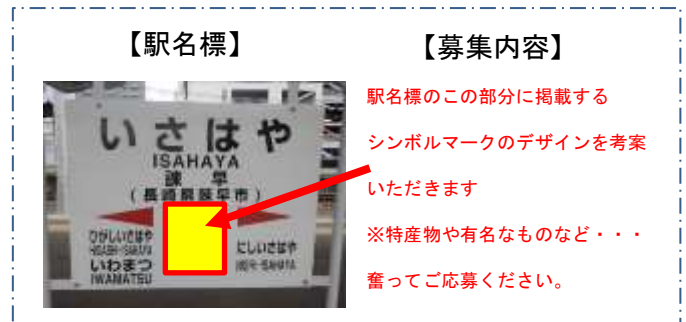 【駅名標】
【募集内容】
いさはや
ISAHAYA
諫早
(長崎県諫早市)
ひがしいさはや
HIGASHI-ISAHAYA
いわまつ
IWAMATSU
にしいさはや
NISHI-ISAHAYA
駅名標のこの部分に掲載する
シンボルマークのデザインを考案
いただきます
※特産物や有名なものなど・・・
奮ってご応募ください。